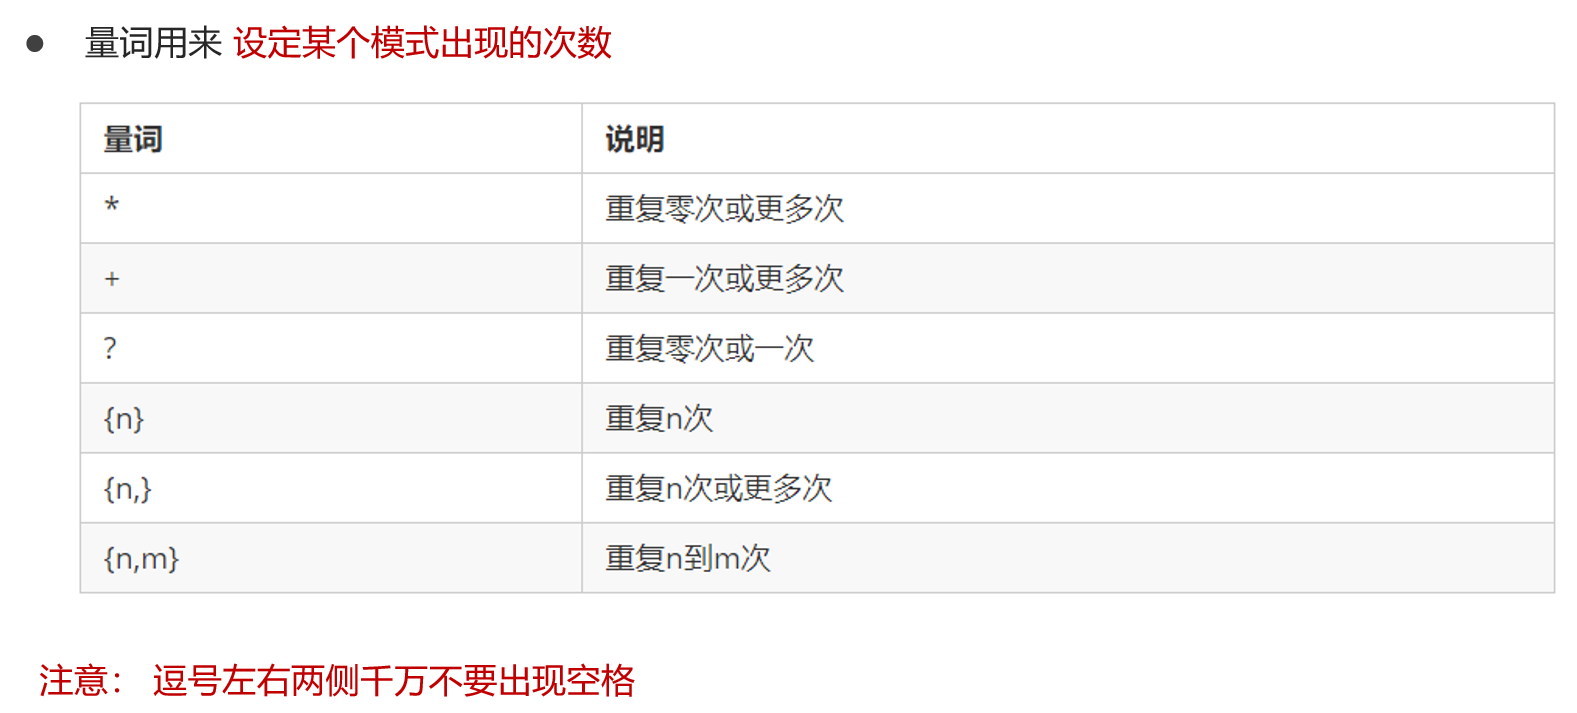 ● 量词用来 设定某个模式出现的次数
量词 说明
* 重复零次或更多次
+ 重复一次或更多次
? 重复零次或一次
{n} 重复n次
{n,} 重复n次或更多次
{n,m} 重复n到m次
注意： 逗号左右两侧千万不要出现空格